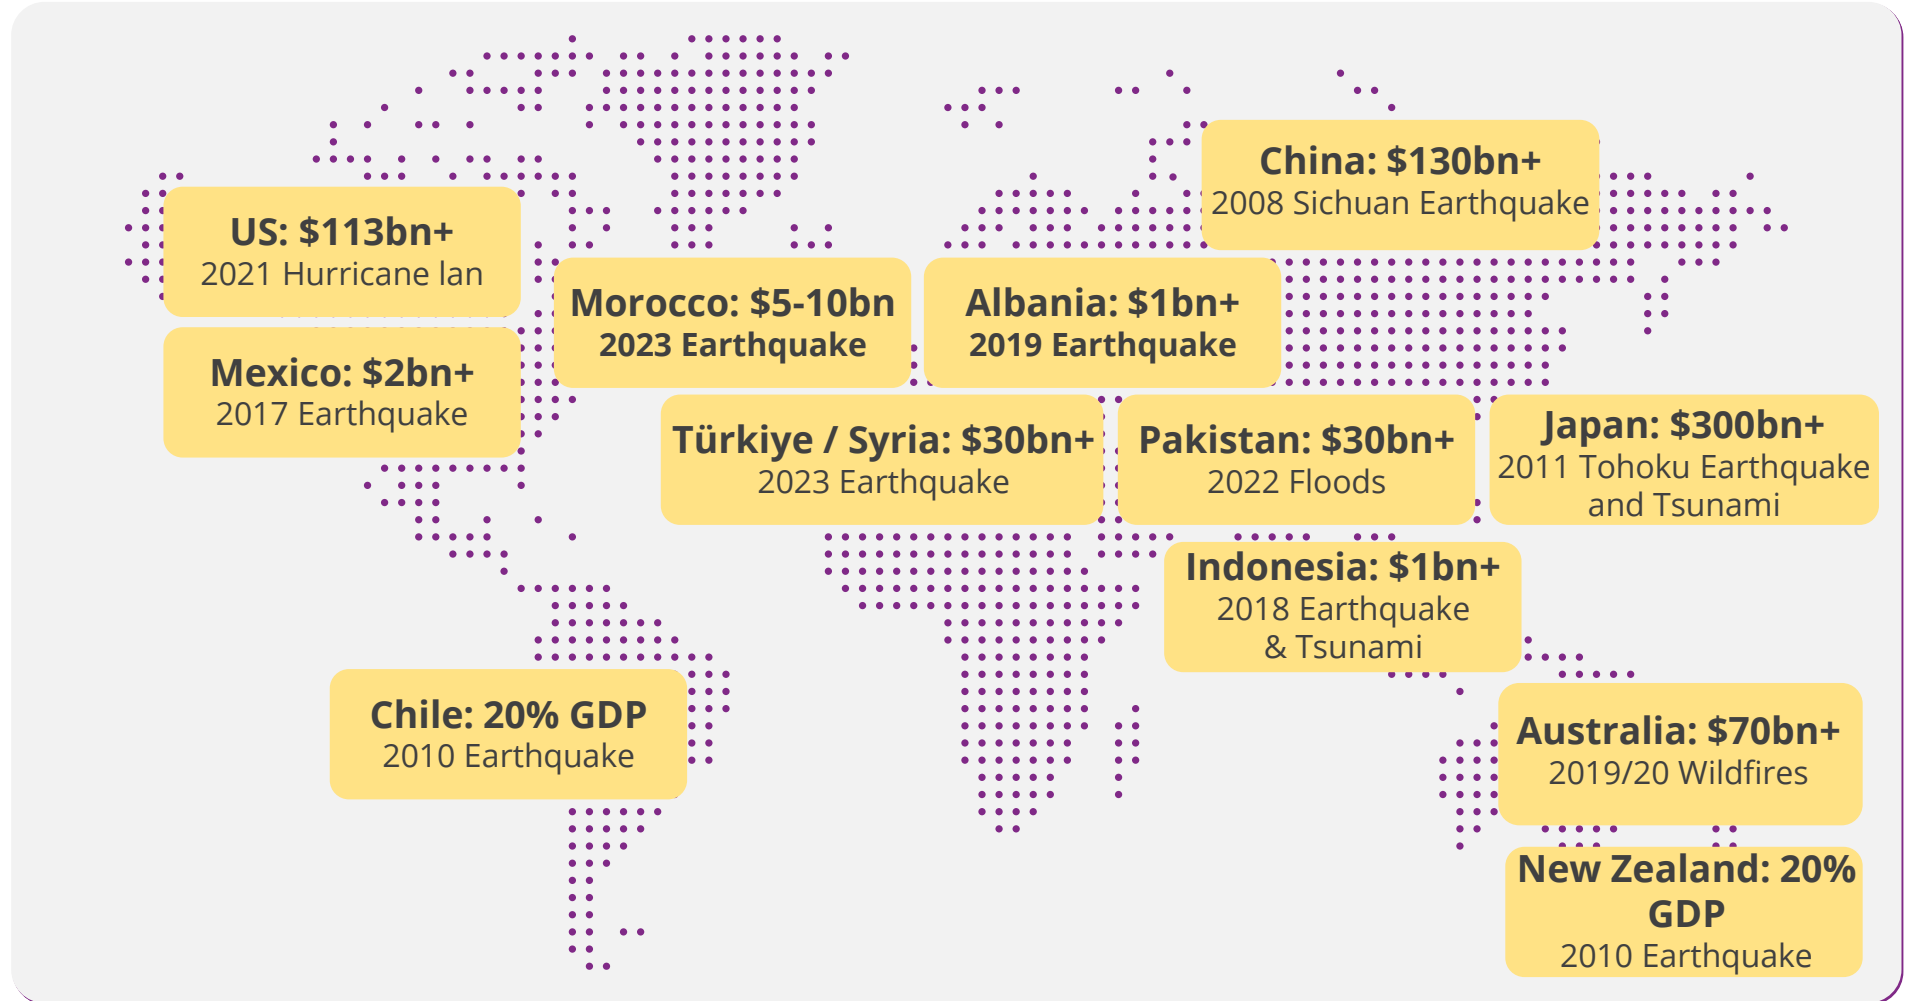 China: $130bn+
2008 Sichuan Earthquake
US: $113bn+
2021 Hurricane Ian
Morocco: $5-10bn
2023 Earthquake
Albania: $1bn+
2019 Earthquake
Mexico: $2bn+
2017 Earthquake
Türkiye / Syria: $30bn+
2023 Earthquake
Pakistan: $30bn+
2022 Floods
Japan: $300bn+
2011 Tohoku Earthquake
and Tsunami
Indonesia: $1bn+
2018 Earthquake
& Tsunami
Chile: 20% GDP
2010 Earthquake
Australia: $70bn+
2019/20 Wildfires
New Zealand: 20%
GDP
2010 Earthquake